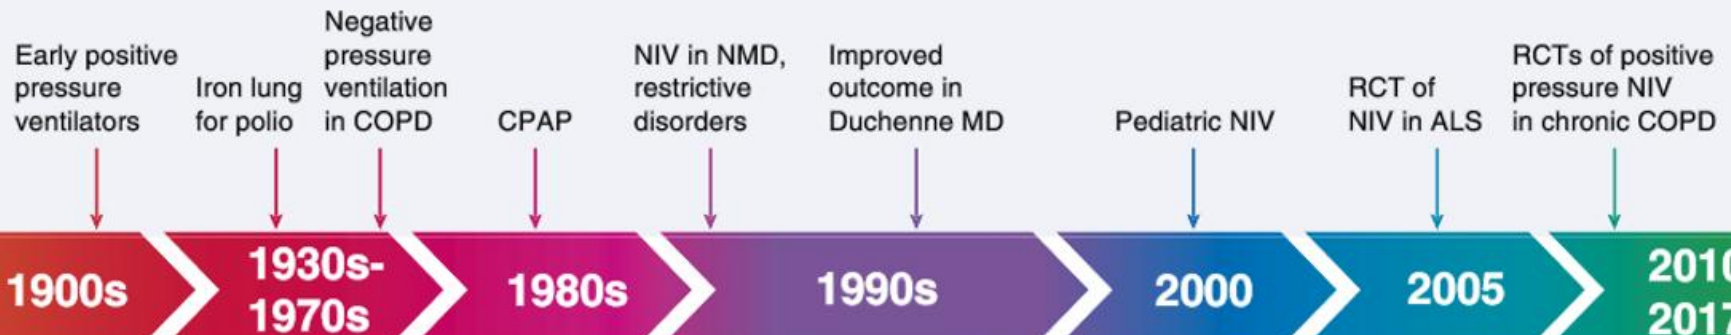 Early positive
pressure
ventilators
Iron lung
for polio
Negative
pressure
ventilation
in COPD
CPAP
NIV in NMD,
restrictive
disorders
Improved
outcome in
Duchenne MD
Pediatric NIV
RCT of
NIV in ALS
RCTs of positive
pressure NIV
in chronic COPD
1900s
1930s-
1970s
1980s
1990s
2000
2005
2010
2017